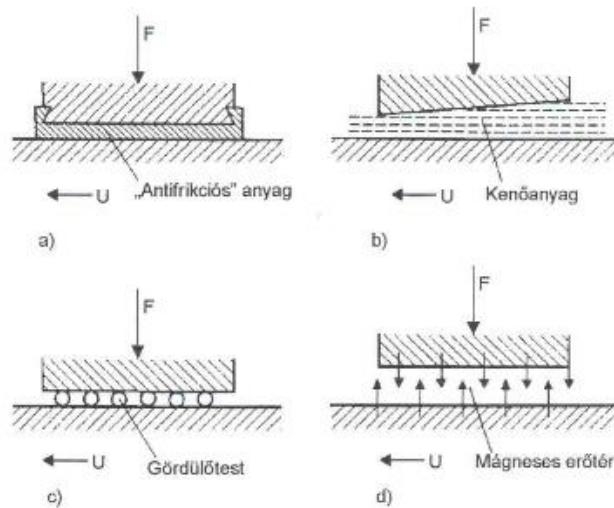 F
„Antifrikciós” anyag
U
a)
F
Kenőanyag
U
b)
F
Gördülőtest
U
c)
F
Mágneses erőtér
U
d)